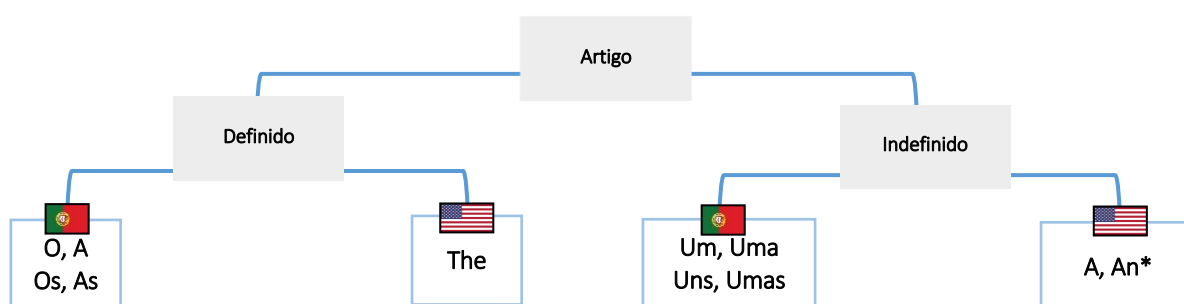 Artigo
Definido
Indefinido
O, A
Os, As
The
Um, Uma
Uns, Umas
A, An*